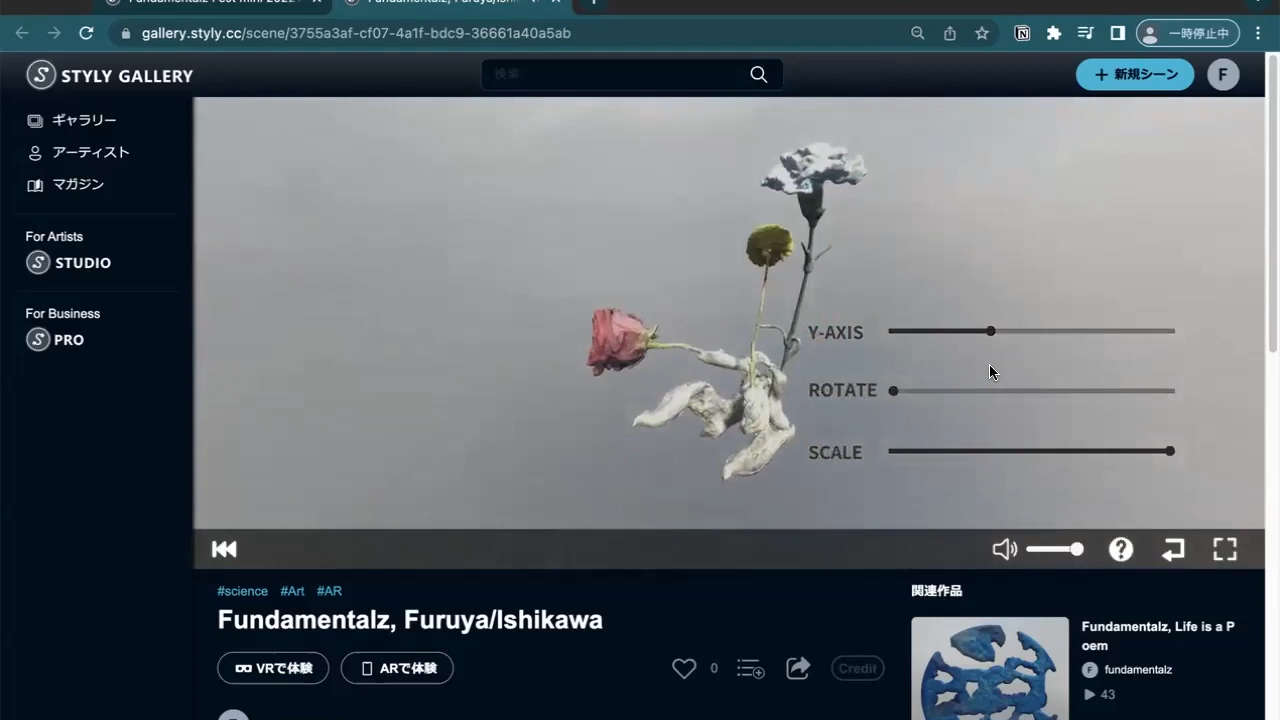 gallery.styly.cc/scene/3755a3af-cf07-4a1f-bdc9-36661a40a5ab
一時停止中
STYLY GALLERY
検索
+ 新規シーン
F
ギャラリー
アーティスト
マガジン
For Artists
STUDIO
For Business
PRO
Y-AXIS
ROTATE
SCALE
#science #Art #AR
Fundamentalz, Furuya/Ishikawa
VRで体験
ARで体験
0
Credit
関連作品
Fundamentalz, Life is a P
oem
F fundamentalz
43